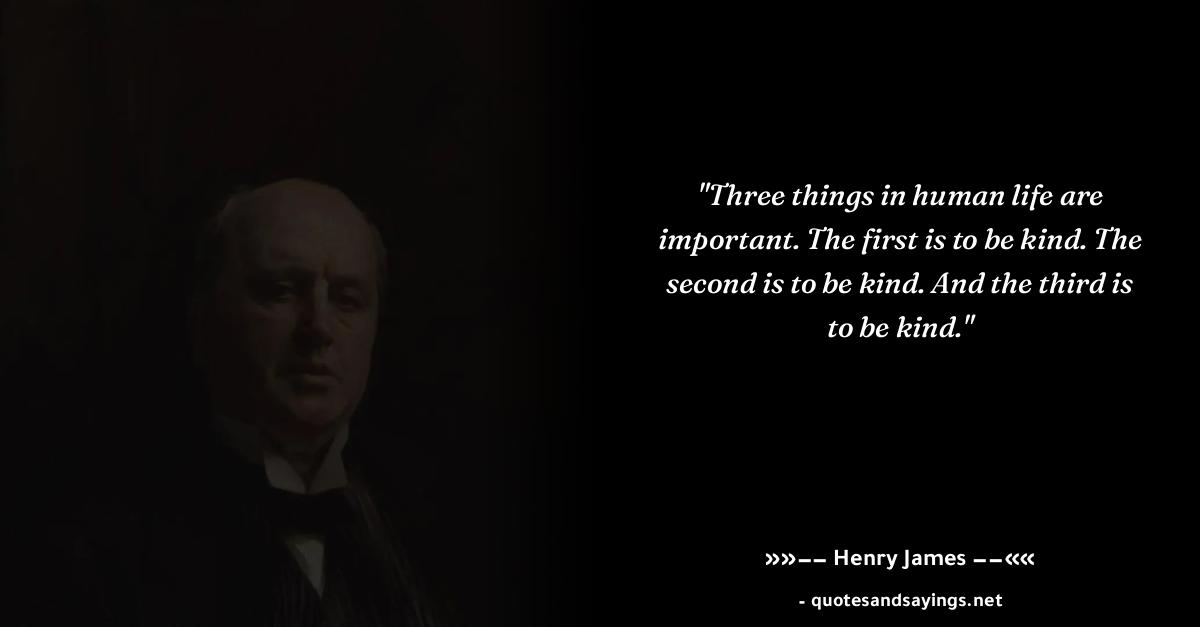 "Three things in human life are
important. The first is to be kind. The
second is to be kind. And the third is
to be kind."
»»−− Henry James −−««
- quotesandsayings.net